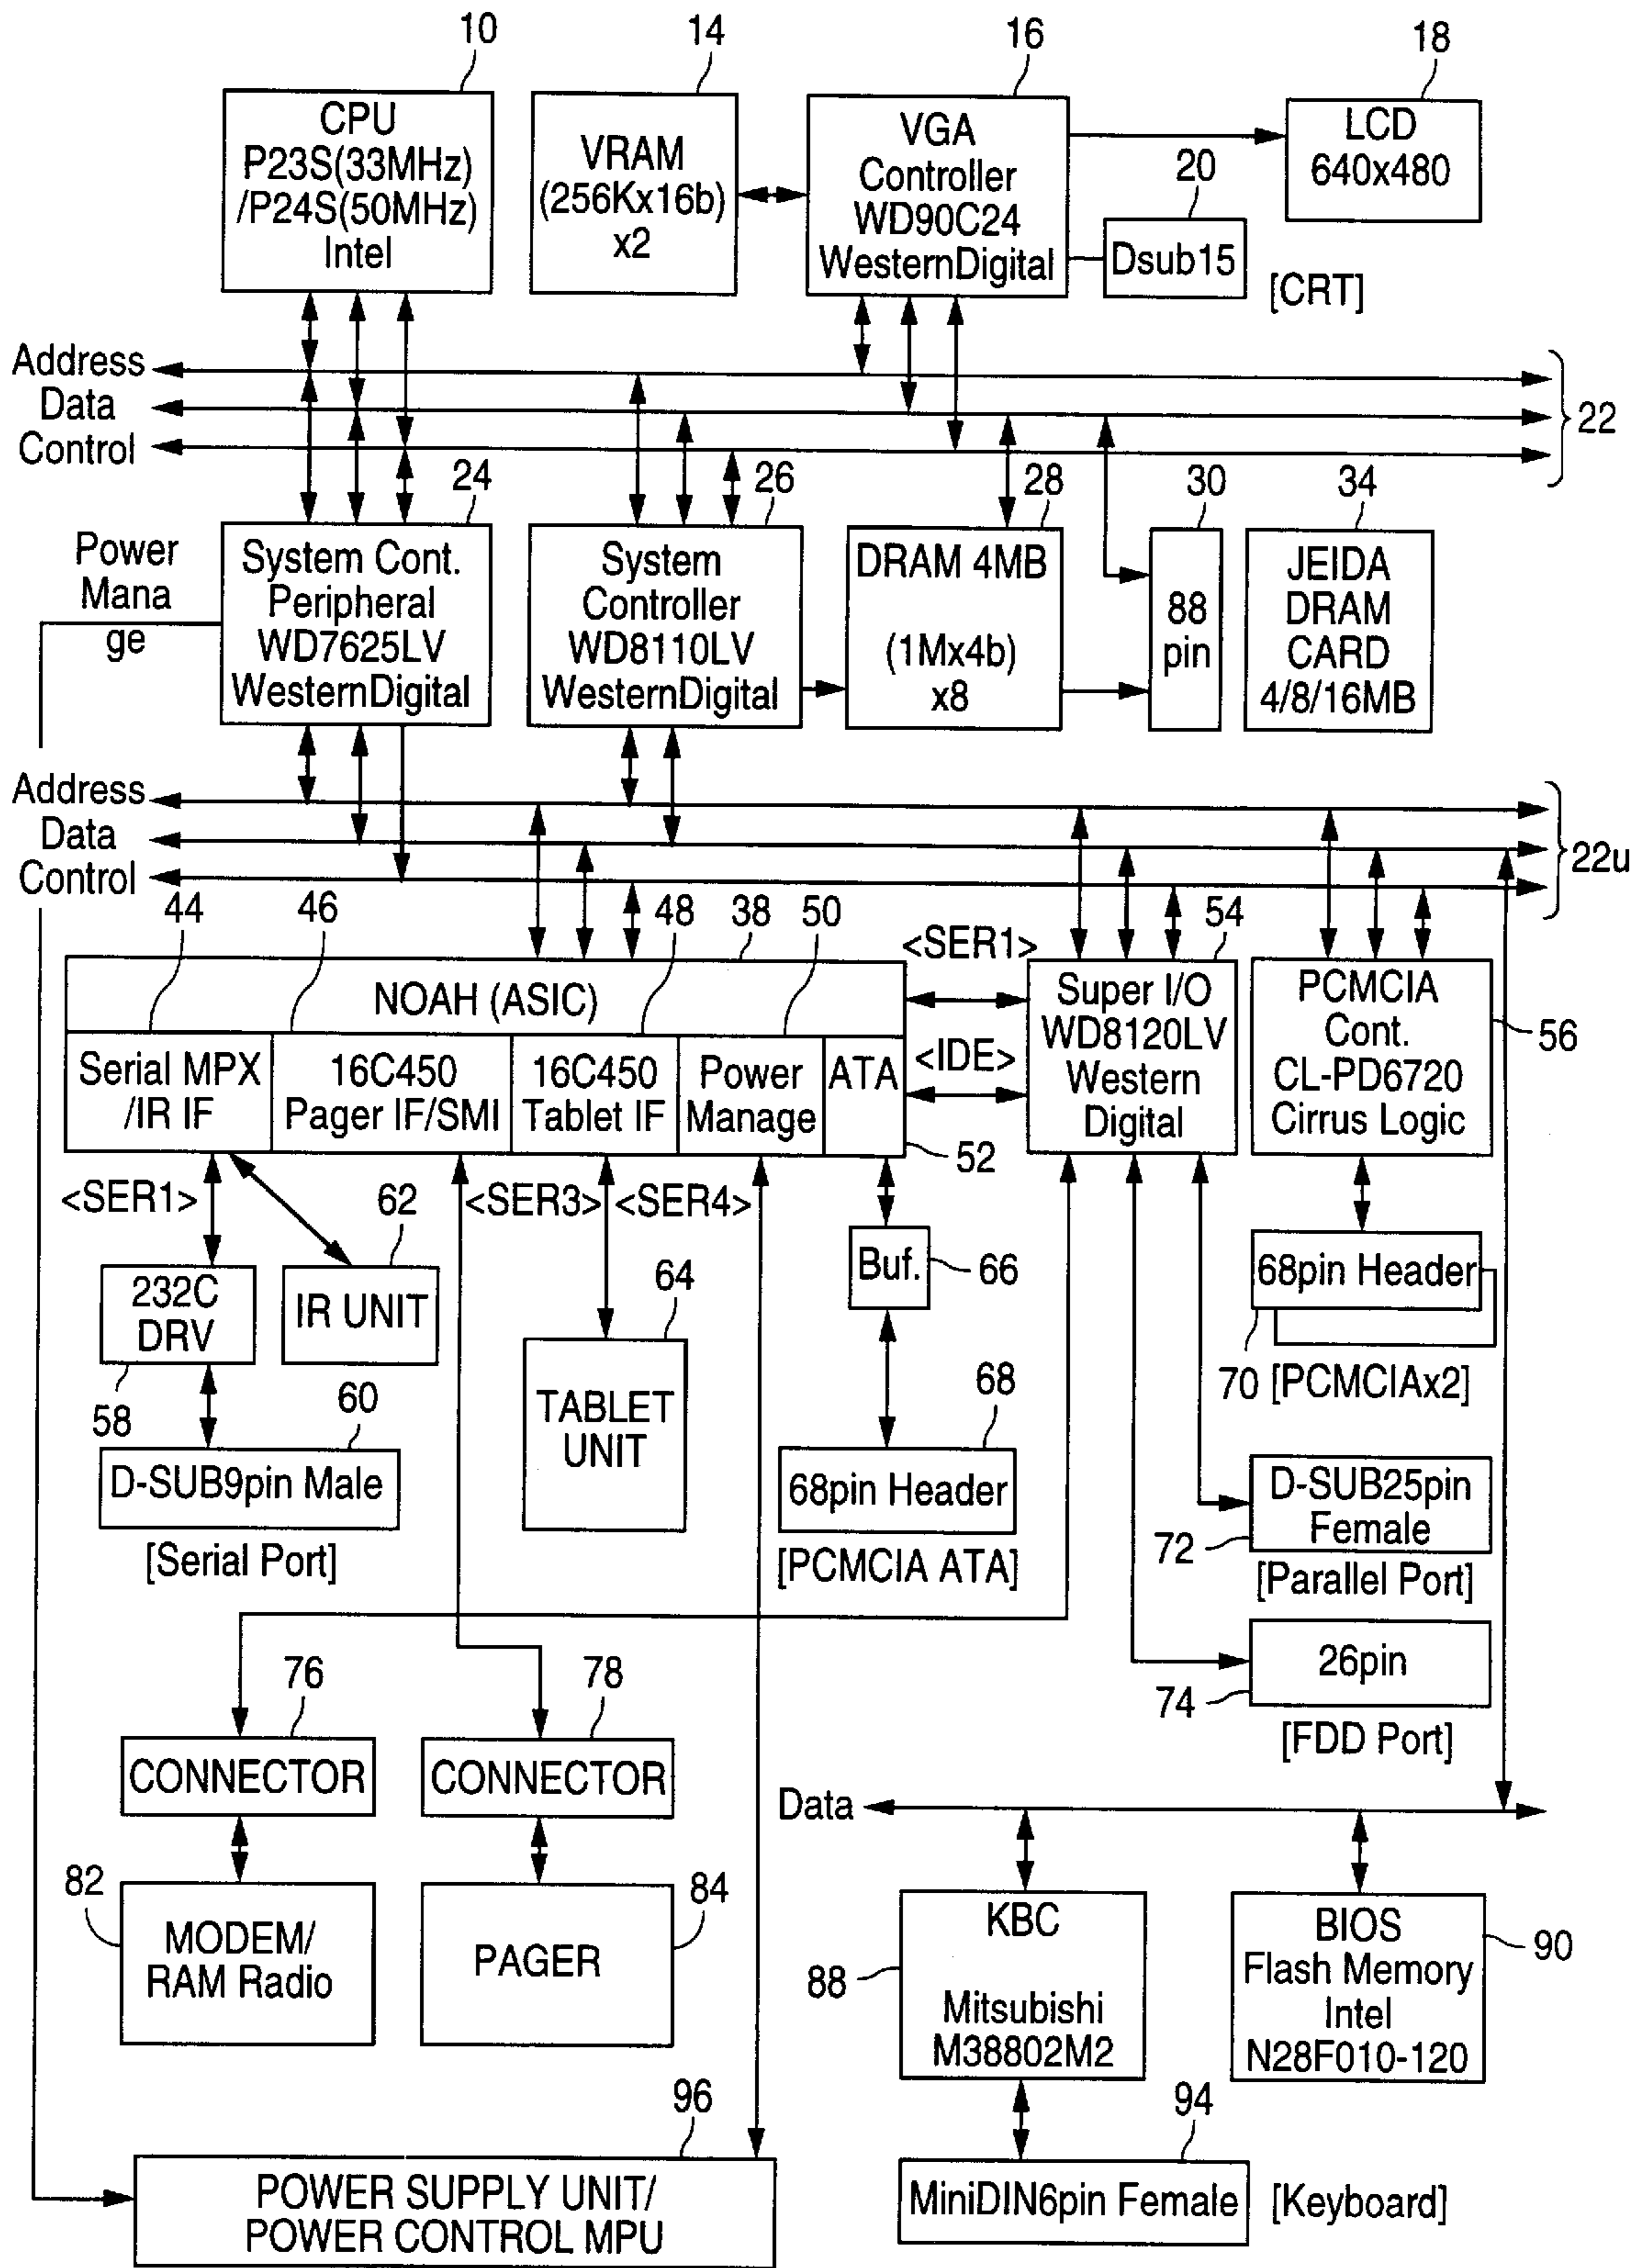 10
14
16
18
CPU
P23S(33MHz)
/P24S(50MHz)
Intel
VRAM
(256Kx16b)
x2
VGA
Controller
WD90C24
WesternDigital
LCD
640x480
20
Dsub15
[CRT]
Address
Data
Control
22
24
26
28
30
34
Power
Mana
ge
System Cont.
Peripheral
WD7625LV
WesternDigital
System
Controller
WD8110LV
WesternDigital
DRAM 4MB
(1Mx4b)
x8
88
pin
JEIDA
DRAM
CARD
4/8/16MB
Address
Data
Control
22u
44
46
48
38
50
<SER1>
54
NOAH (ASIC)
Serial MPX
/IR IF
16C450
Pager IF/SMI
16C450
Tablet IF
Power
Manage
ATA
<IDE>
52
Super I/O
WD8120LV
Western
Digital
PCMCIA
Cont.
CL-PD6720
Cirrus Logic
56
<SER1>
62
<SER3>
<SER4>
232C
DRV
IR UNIT
64
Buf.
66
68pin Header
58
60
TABLET
UNIT
68
70 [PCMCIAx2]
D-SUB9pin Male
[Serial Port]
68pin Header
[PCMCIA ATA]
D-SUB25pin
Female
72
[Parallel Port]
26pin
74
[FDD Port]
76
78
CONNECTOR
CONNECTOR
Data
82
84
MODEM/
RAM Radio
PAGER
KBC
Mitsubishi
M38802M2
88
BIOS
Flash Memory
Intel
N28F010-120
90
96
94
POWER SUPPLY UNIT/
POWER CONTROL MPU
MiniDIN6pin Female
[Keyboard]